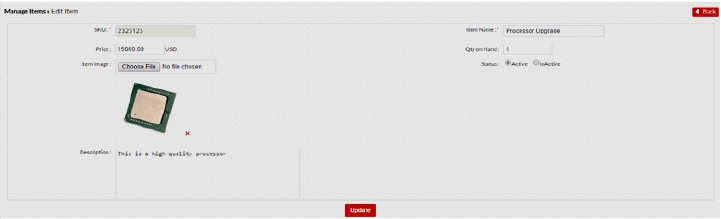 Manage Items › Edit Item
Back
SKU: * 2323123
Item Name: * Processor Upgrade
Price: 15000.00 USD
Qty on Hand: 1
Item Image: Choose File No file chosen
Status: Active InActive
Description: This is a high quality processor
Update